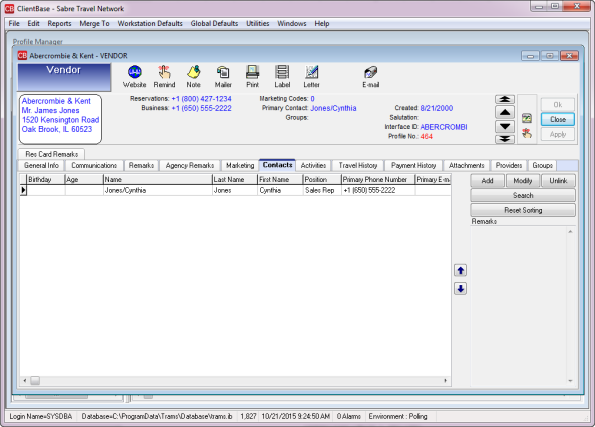 CB ClientBase - Sabre Travel Network
File Edit Reports Merge To Workstation Defaults Global Defaults Utilities Windows Help
Profile Manager
CB Abercrombie & Kent - VENDOR
Vendor
Website Remind Note Mailer Print Label Letter E-mail
Abercrombie & Kent
Mr. James Jones
1520 Kensington Road
Oak Brook, IL 60523
Reservations: +1 (800) 427-1234
Business: +1 (650) 555-2222
Marketing Codes: 0
Primary Contact: Jones/Cynthia
Groups:
Created: 8/21/2000
Salutation:
Interface ID: ABERCROMBI
Profile No.: 464
Ok
Close
Apply
Res Card Remarks
General Info Communications Remarks Agency Remarks Marketing Contacts Activities Travel History Payment History Attachments Providers Groups
Birthday Age Name Last Name First Name Position Primary Phone Number Primary E-m
Jones/Cynthia Jones Cynthia Sales Rep +1 (650) 555-2222
Add Modify Unlink
Search
Reset Sorting
Remarks
Login Name=SYSDBA Database=C:\ProgramData\Trams\Database\trams.ib 1,827 10/21/2015 9:24:50 AM 0 Alarms Environment : Polling